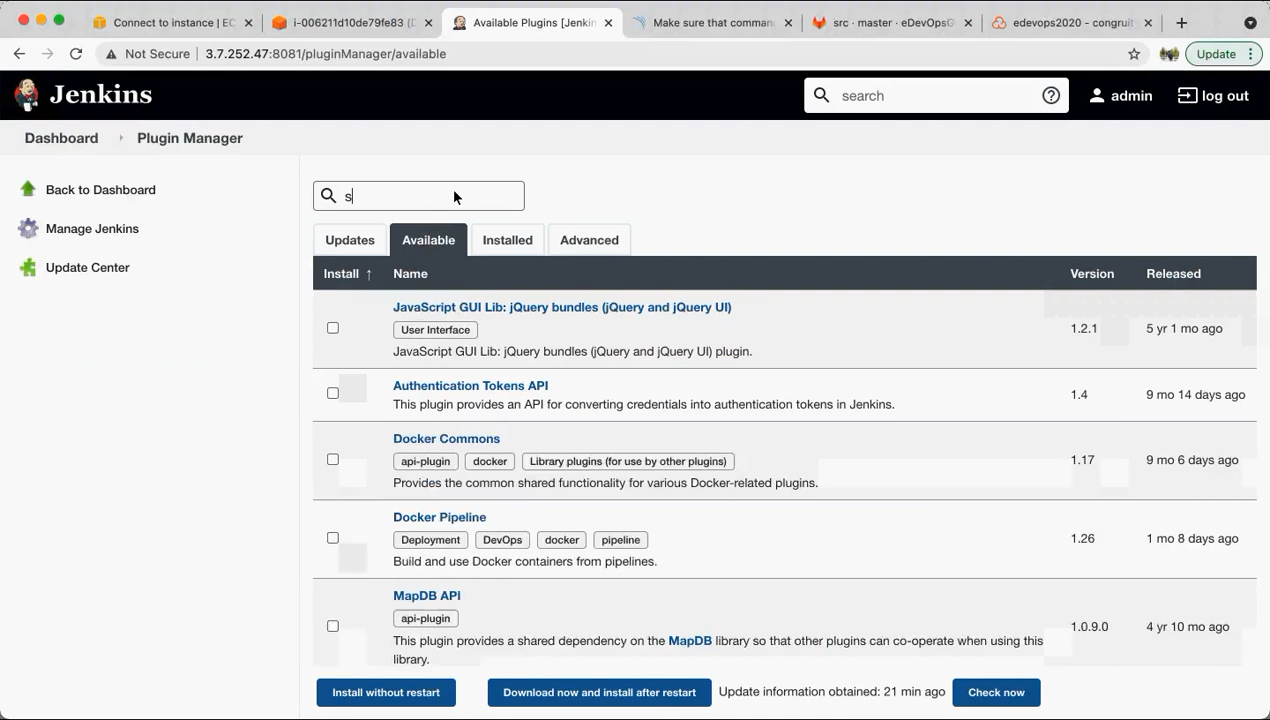 Connect to instance | EC
i-006211d10de79fe83 (D
Available Plugins [Jenkin
Make sure that comman
src · master · eDevOpsG
edevops2020 - congruity
Not Secure
3.7.252.47:8081/pluginManager/available
Update
Jenkins
search
admin
log out
Dashboard
Plugin Manager
Back to Dashboard
Manage Jenkins
Update Center
s
Updates
Available
Installed
Advanced
Install ↑
Name
Version
Released
JavaScript GUI Lib: jQuery bundles (jQuery and jQuery UI)
User Interface
JavaScript GUI Lib: jQuery bundles (jQuery and jQuery UI) plugin.
1.2.1
5 yr 1 mo ago
Authentication Tokens API
This plugin provides an API for converting credentials into authentication tokens in Jenkins.
1.4
9 mo 14 days ago
Docker Commons
api-plugin
docker
Library plugins (for use by other plugins)
Provides the common shared functionality for various Docker-related plugins.
1.17
9 mo 6 days ago
Docker Pipeline
Deployment
DevOps
docker
pipeline
Build and use Docker containers from pipelines.
1.26
1 mo 8 days ago
MapDB API
api-plugin
This plugin provides a shared dependency on the MapDB library so that other plugins can co-operate when using this
library.
1.0.9.0
4 yr 10 mo ago
Install without restart
Download now and install after restart
Update information obtained: 21 min ago
Check now